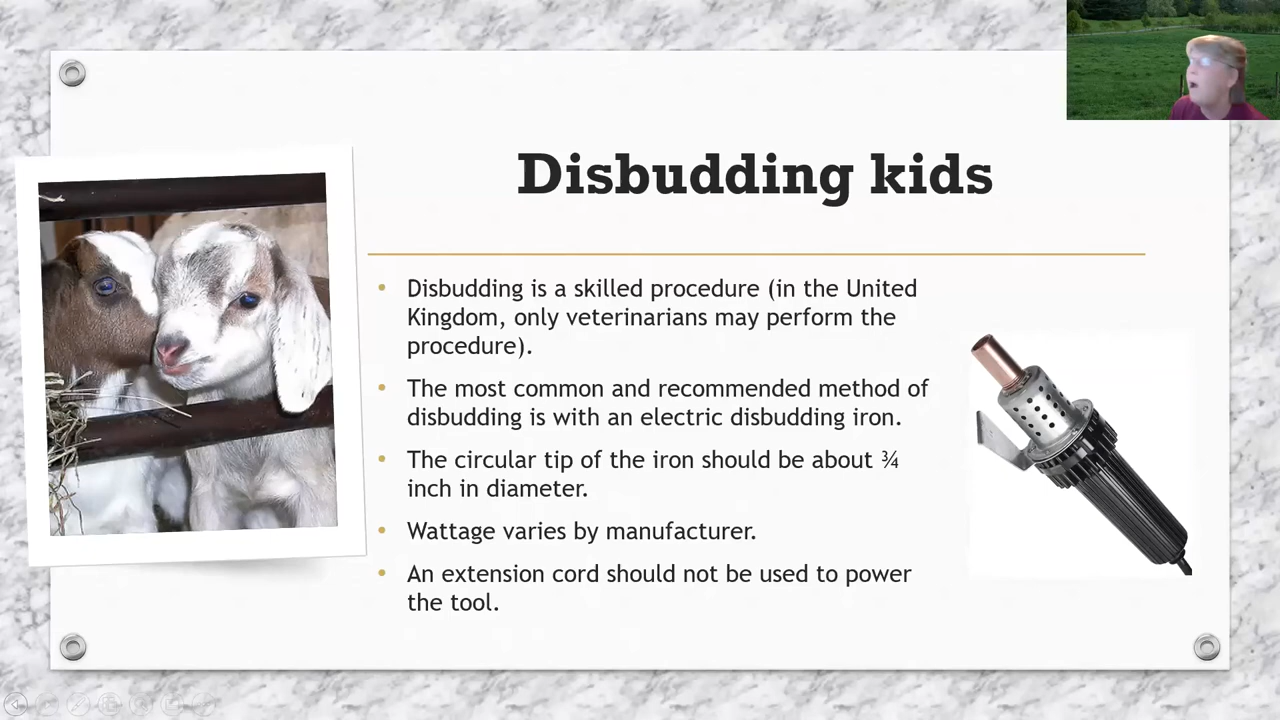 Disbudding kids
• Disbudding is a skilled procedure (in the United
Kingdom, only veterinarians may perform the
procedure).
• The most common and recommended method of
disbudding is with an electric disbudding iron.
• The circular tip of the iron should be about ¾
inch in diameter.
• Wattage varies by manufacturer.
• An extension cord should not be used to power
the tool.